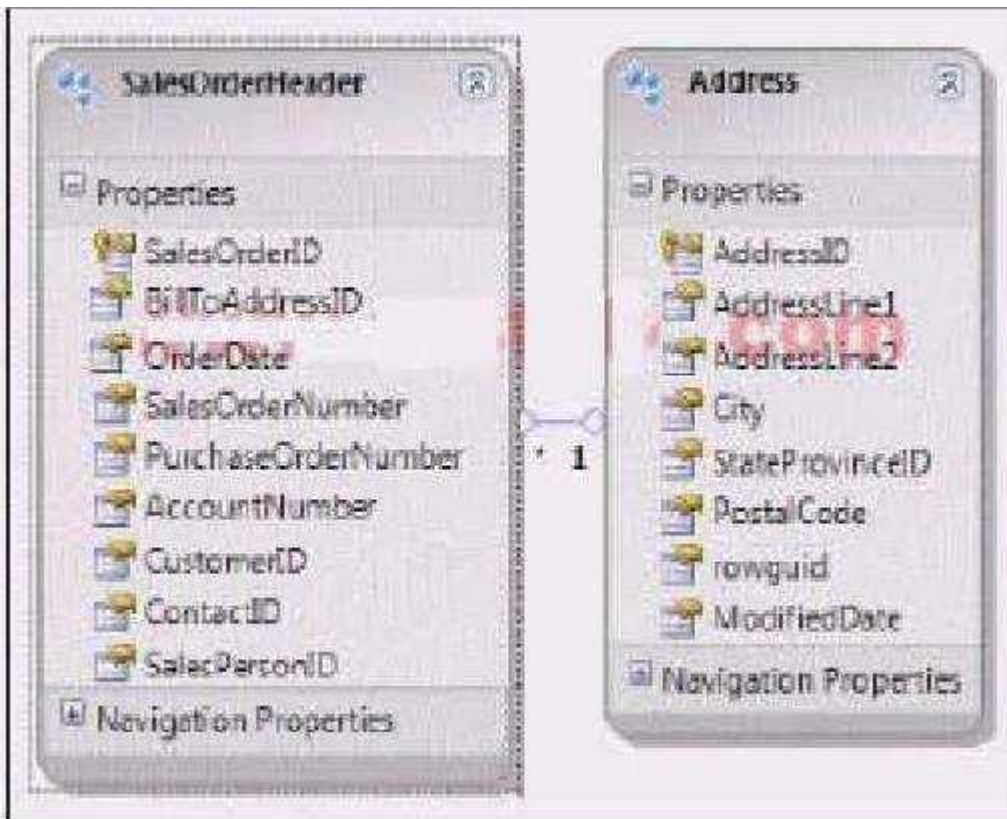 SalesOrderHeader
Properties
SalesOrderID
BillToAddressID
OrderDate
SalesOrderNumber
PurchaseOrderNumber
AccountNumber
CustomerID
ContactID
SalesPersonID
Navigation Properties
* 1
Address
Properties
AddressID
AddressLine1
com
AddressLine2
City
StateProvinceID
PostalCode
rowguid
ModifiedDate
Navigation Properties